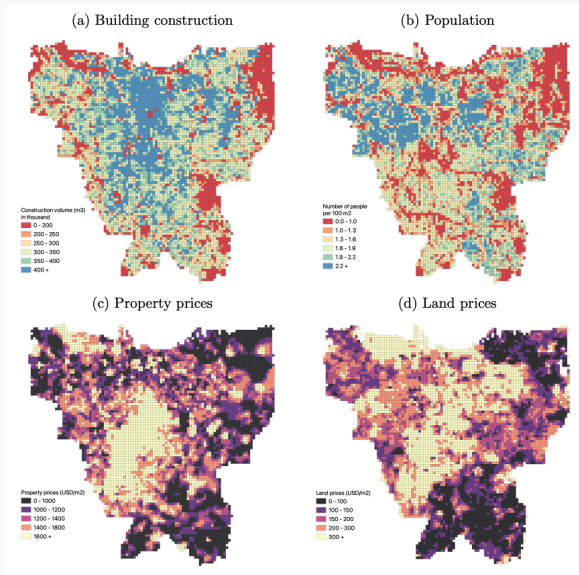 (a) Building construction
(b) Population
Construction volume (m3)
in thousand
0 - 200
200 - 250
250 - 300
300 - 350
350 - 400
400 +
Number of people
per 100 m2
0.0 - 1.0
1.0 - 1.3
1.3 - 1.6
1.6 - 1.9
1.9 - 2.2
2.2 +
(c) Property prices
(d) Land prices
Property prices (USD/m2)
0 - 1000
1000 - 1200
1200 - 1400
1400 - 1800
1800 +
Land prices (USD/m2)
0 - 100
100 - 150
150 - 200
200 - 300
300 +